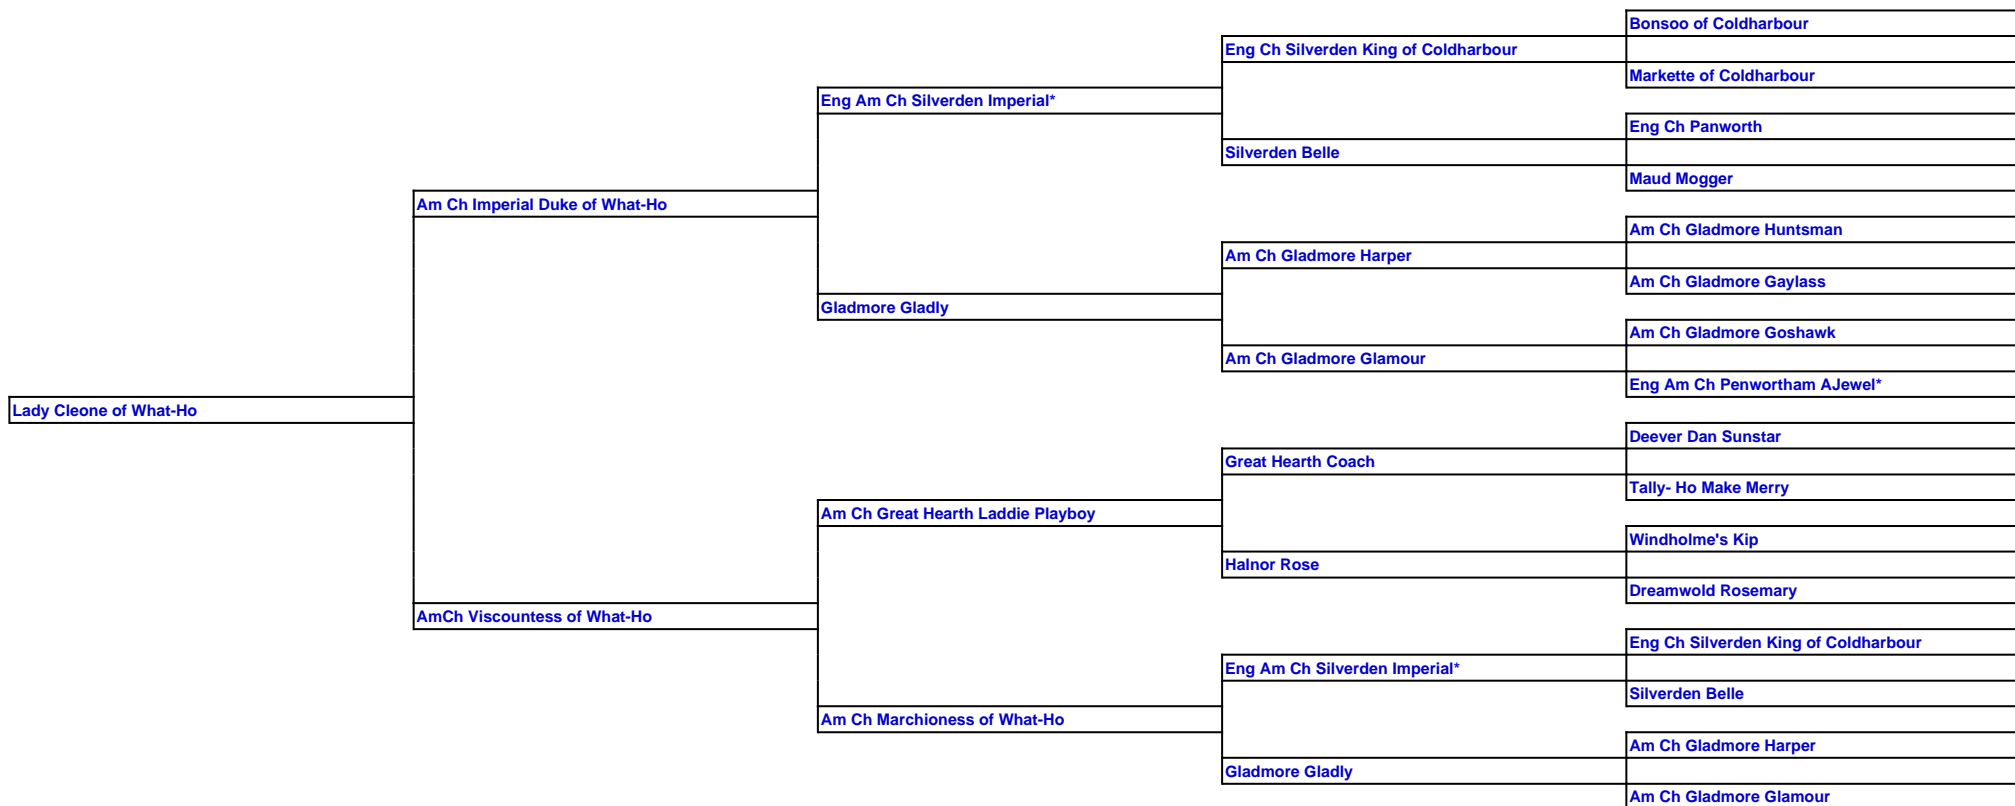 Bonsoo of Coldharbour
Eng Ch Silverden King of Coldharbour
Markette of Coldharbour
Eng Am Ch Silverden Imperial*
Eng Ch Panworth
Silverden Belle
Maud Mogger
Am Ch Imperial Duke of What-Ho
Am Ch Gladmore Huntsman
Am Ch Gladmore Harper
Am Ch Gladmore Gaylass
Gladmore Gladly
Am Ch Gladmore Goshawk
Am Ch Gladmore Glamour
Eng Am Ch Penwortham AJewel*
Lady Cleone of What-Ho
Deever Dan Sunstar
Great Hearth Coach
Tally- Ho Make Merry
Am Ch Great Hearth Laddie Playboy
Windholme's Kip
Halnor Rose
Dreamwold Rosemary
AmCh Viscountess of What-Ho
Eng Ch Silverden King of Coldharbour
Eng Am Ch Silverden Imperial*
Silverden Belle
Am Ch Marchioness of What-Ho
Am Ch Gladmore Harper
Gladmore Gladly
Am Ch Gladmore Glamour